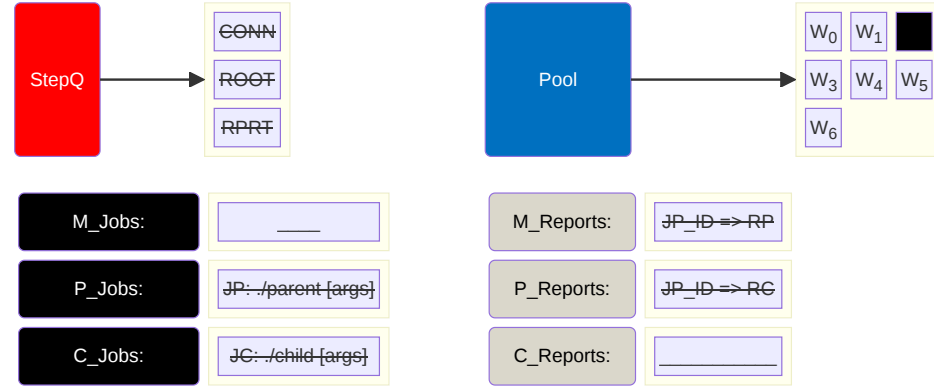 CONN
StepQ
ROOT
RPRT
Pool
W0 W1
W3 W4 W5
W6
M_Jobs: ____
P_Jobs: JP: ./parent [args]
C_Jobs: JC: ./child [args]
M_Reports: JP_ID => RP
P_Reports: JP_ID => RC
C_Reports: ___________